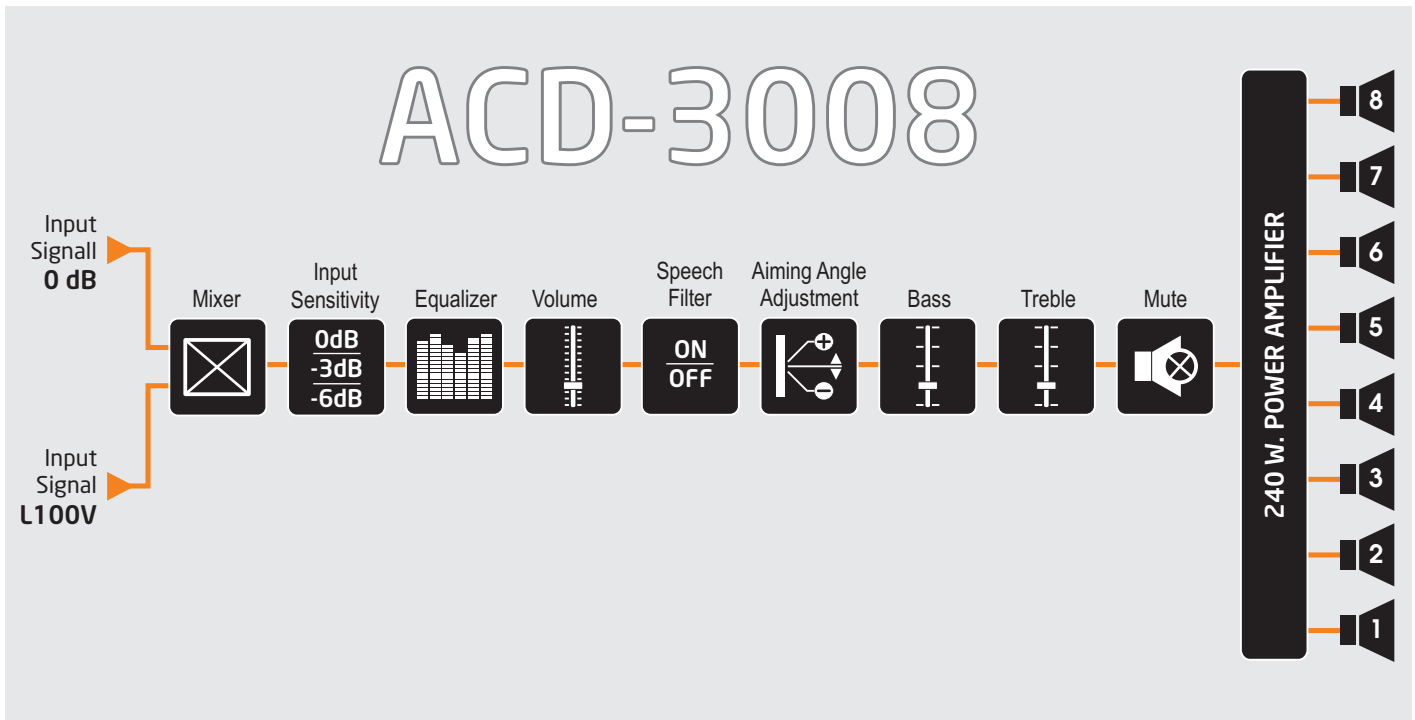 ACD-3008
Input
Signall
0 dB
Input
Signal
L100V
Mixer
Input
Sensitivity
0dB
-3dB
-6dB
Equalizer
Volume
Speech
Filter
ON
OFF
Aiming Angle
Adjustment
Bass
Treble
Mute
240 W. POWER AMPLIFIER
8
7
6
5
4
3
2
1